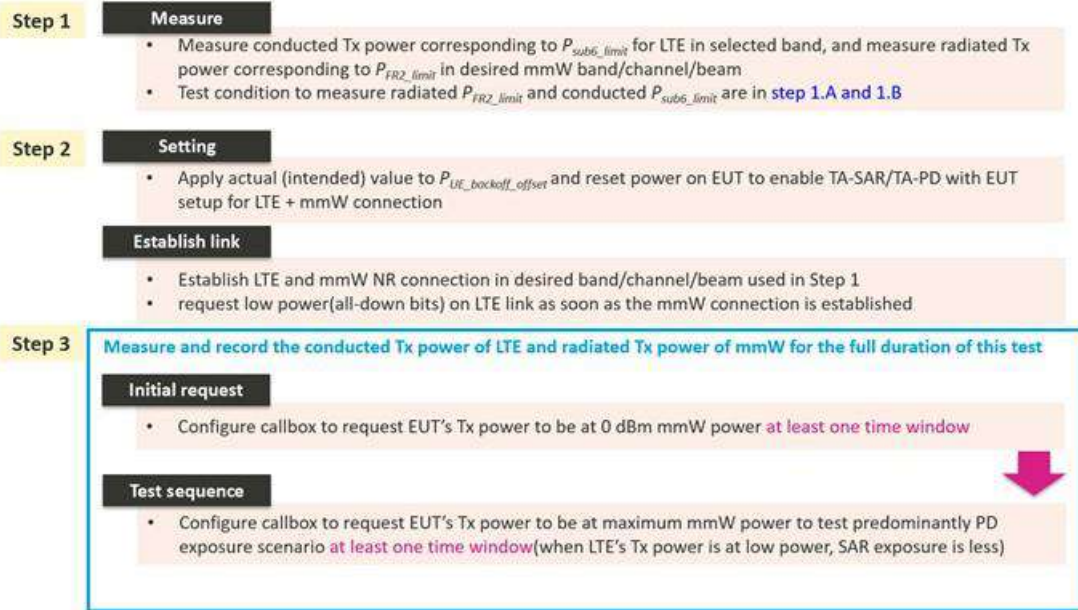 Step 1
Measure
• Measure conducted Tx power corresponding to P_sub6_limit for LTE in selected band, and measure radiated Tx
power corresponding to P_FR2_limit in desired mmW band/channel/beam
• Test condition to measure radiated P_FR2_limit and conducted P_sub6_limit are in step 1.A and 1.B
Step 2
Setting
• Apply actual (intended) value to P_UE_backoff_offset and reset power on EUT to enable TA-SAR/TA-PD with EUT
setup for LTE + mmW connection
Establish link
• Establish LTE and mmW NR connection in desired band/channel/beam used in Step 1
• request low power(all-down bits) on LTE link as soon as the mmW connection is established
Step 3
Measure and record the conducted Tx power of LTE and radiated Tx power of mmW for the full duration of this test
Initial request
• Configure callbox to request EUT's Tx power to be at 0 dBm mmW power at least one time window
Test sequence
• Configure callbox to request EUT's Tx power to be at maximum mmW power to test predominantly PD
exposure scenario at least one time window(when LTE's Tx power is at low power, SAR exposure is less)